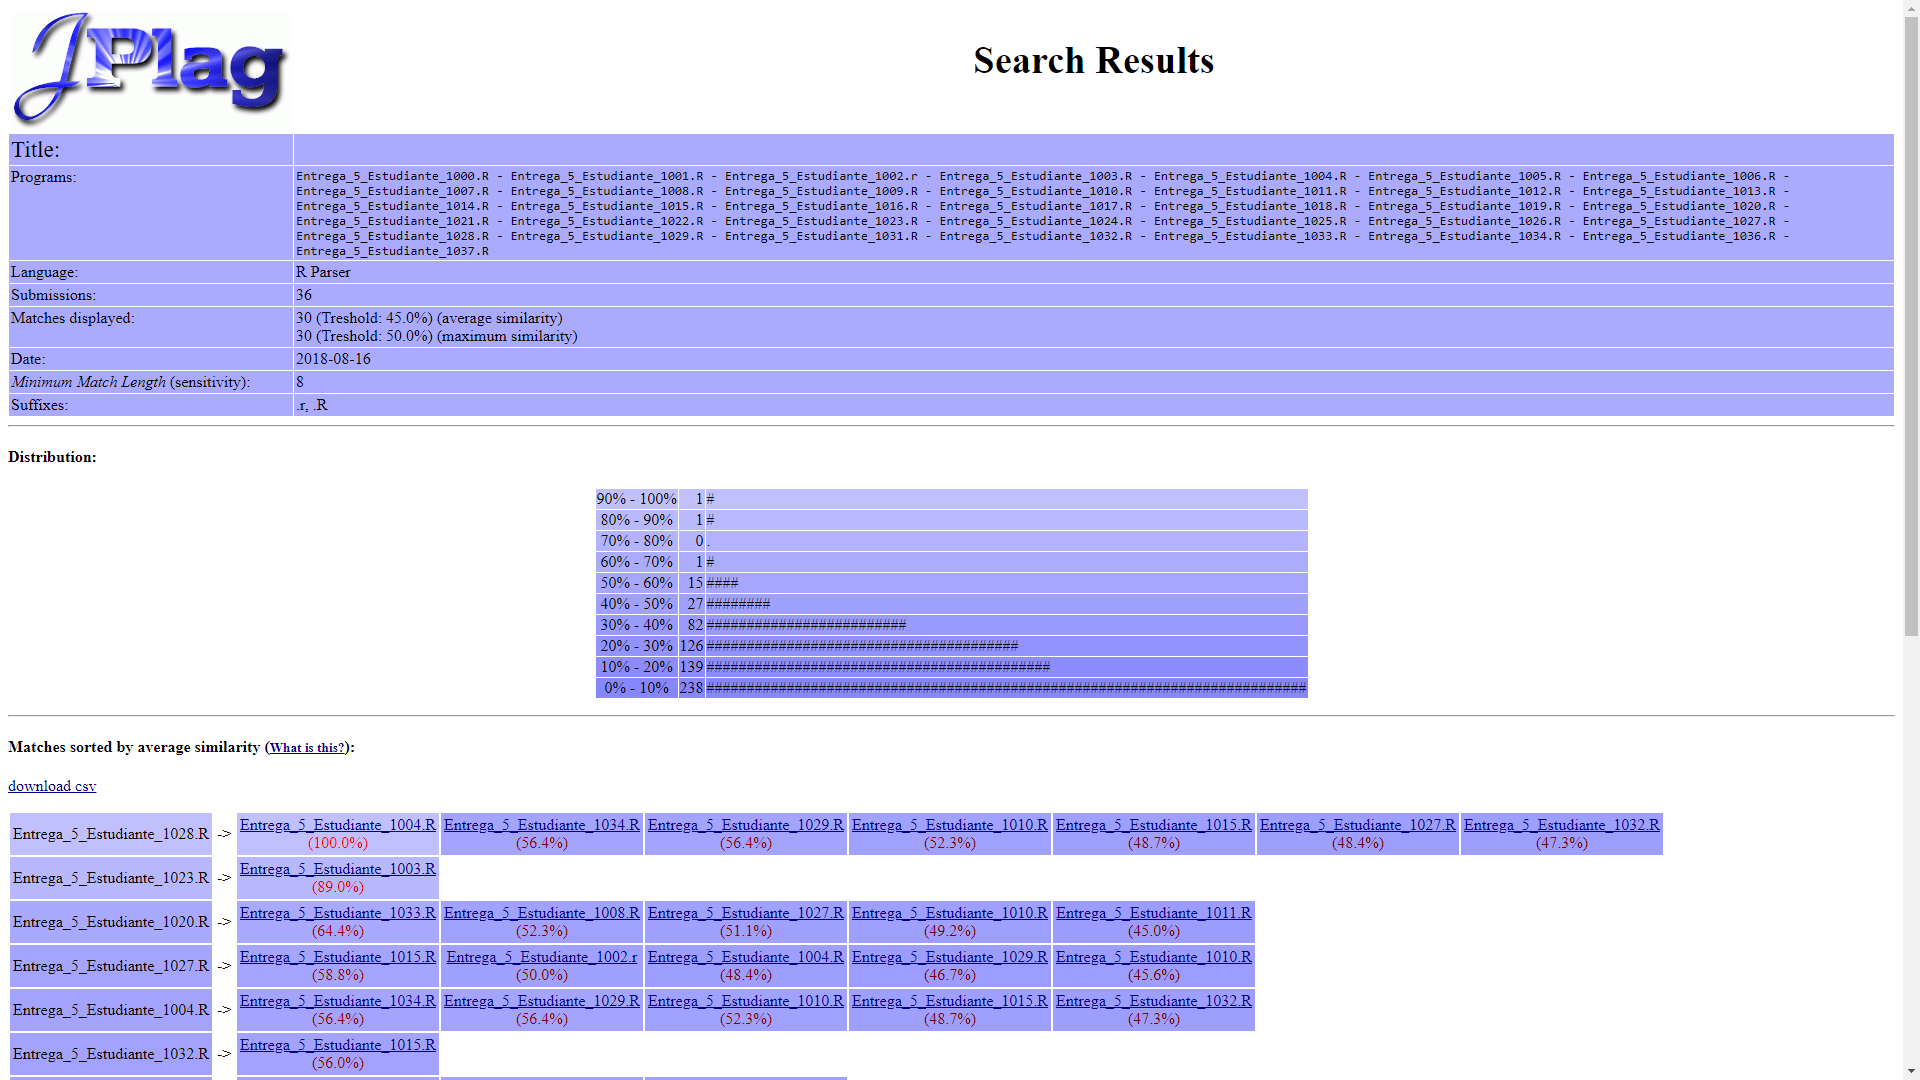 JPlag
Search Results
Title:
Programs:
Entrega_5_Estudiante_1000.R - Entrega_5_Estudiante_1001.R - Entrega_5_Estudiante_1002.r - Entrega_5_Estudiante_1003.R - Entrega_5_Estudiante_1004.R - Entrega_5_Estudiante_1005.R - Entrega_5_Estudiante_1006.R -
Entrega_5_Estudiante_1007.R - Entrega_5_Estudiante_1008.R - Entrega_5_Estudiante_1009.R - Entrega_5_Estudiante_1010.R - Entrega_5_Estudiante_1011.R - Entrega_5_Estudiante_1012.R - Entrega_5_Estudiante_1013.R -
Entrega_5_Estudiante_1014.R - Entrega_5_Estudiante_1015.R - Entrega_5_Estudiante_1016.R - Entrega_5_Estudiante_1017.R - Entrega_5_Estudiante_1018.R - Entrega_5_Estudiante_1019.R - Entrega_5_Estudiante_1020.R -
Entrega_5_Estudiante_1021.R - Entrega_5_Estudiante_1022.R - Entrega_5_Estudiante_1023.R - Entrega_5_Estudiante_1024.R - Entrega_5_Estudiante_1025.R - Entrega_5_Estudiante_1026.R - Entrega_5_Estudiante_1027.R -
Entrega_5_Estudiante_1028.R - Entrega_5_Estudiante_1029.R - Entrega_5_Estudiante_1031.R - Entrega_5_Estudiante_1032.R - Entrega_5_Estudiante_1033.R - Entrega_5_Estudiante_1034.R - Entrega_5_Estudiante_1036.R -
Entrega_5_Estudiante_1037.R
Language: R Parser
Submissions: 36
Matches displayed: 30 (Treshold: 45.0%) (average similarity)
30 (Treshold: 50.0%) (maximum similarity)
Date: 2018-08-16
Minimum Match Length (sensitivity): 8
Suffixes: .r, .R
Distribution:
90% - 100% 1 #
80% - 90% 1 #
70% - 80% 0 .
60% - 70% 1 #
50% - 60% 15 ####
40% - 50% 27 ########
30% - 40% 82 #########################
20% - 30% 126 #######################################
10% - 20% 139 ###########################################
0% - 10% 238 ###########################################################################
Matches sorted by average similarity (What is this?):
download csv
Entrega_5_Estudiante_1028.R -> Entrega_5_Estudiante_1004.R Entrega_5_Estudiante_1034.R Entrega_5_Estudiante_1029.R Entrega_5_Estudiante_1010.R Entrega_5_Estudiante_1015.R Entrega_5_Estudiante_1027.R Entrega_5_Estudiante_1032.R
(100.0%) (56.4%) (56.4%) (52.3%) (48.7%) (48.4%) (47.3%)
Entrega_5_Estudiante_1023.R -> Entrega_5_Estudiante_1003.R
(89.0%)
Entrega_5_Estudiante_1020.R -> Entrega_5_Estudiante_1033.R Entrega_5_Estudiante_1008.R Entrega_5_Estudiante_1027.R Entrega_5_Estudiante_1010.R Entrega_5_Estudiante_1011.R
(64.4%) (52.3%) (51.1%) (49.2%) (45.0%)
Entrega_5_Estudiante_1027.R -> Entrega_5_Estudiante_1015.R Entrega_5_Estudiante_1002.r Entrega_5_Estudiante_1004.R Entrega_5_Estudiante_1029.R Entrega_5_Estudiante_1010.R
(58.8%) (50.0%) (48.4%) (46.7%) (45.6%)
Entrega_5_Estudiante_1004.R -> Entrega_5_Estudiante_1034.R Entrega_5_Estudiante_1029.R Entrega_5_Estudiante_1010.R Entrega_5_Estudiante_1015.R Entrega_5_Estudiante_1032.R
(56.4%) (56.4%) (52.3%) (48.7%) (47.3%)
Entrega_5_Estudiante_1032.R -> Entrega_5_Estudiante_1015.R
(56.0%)